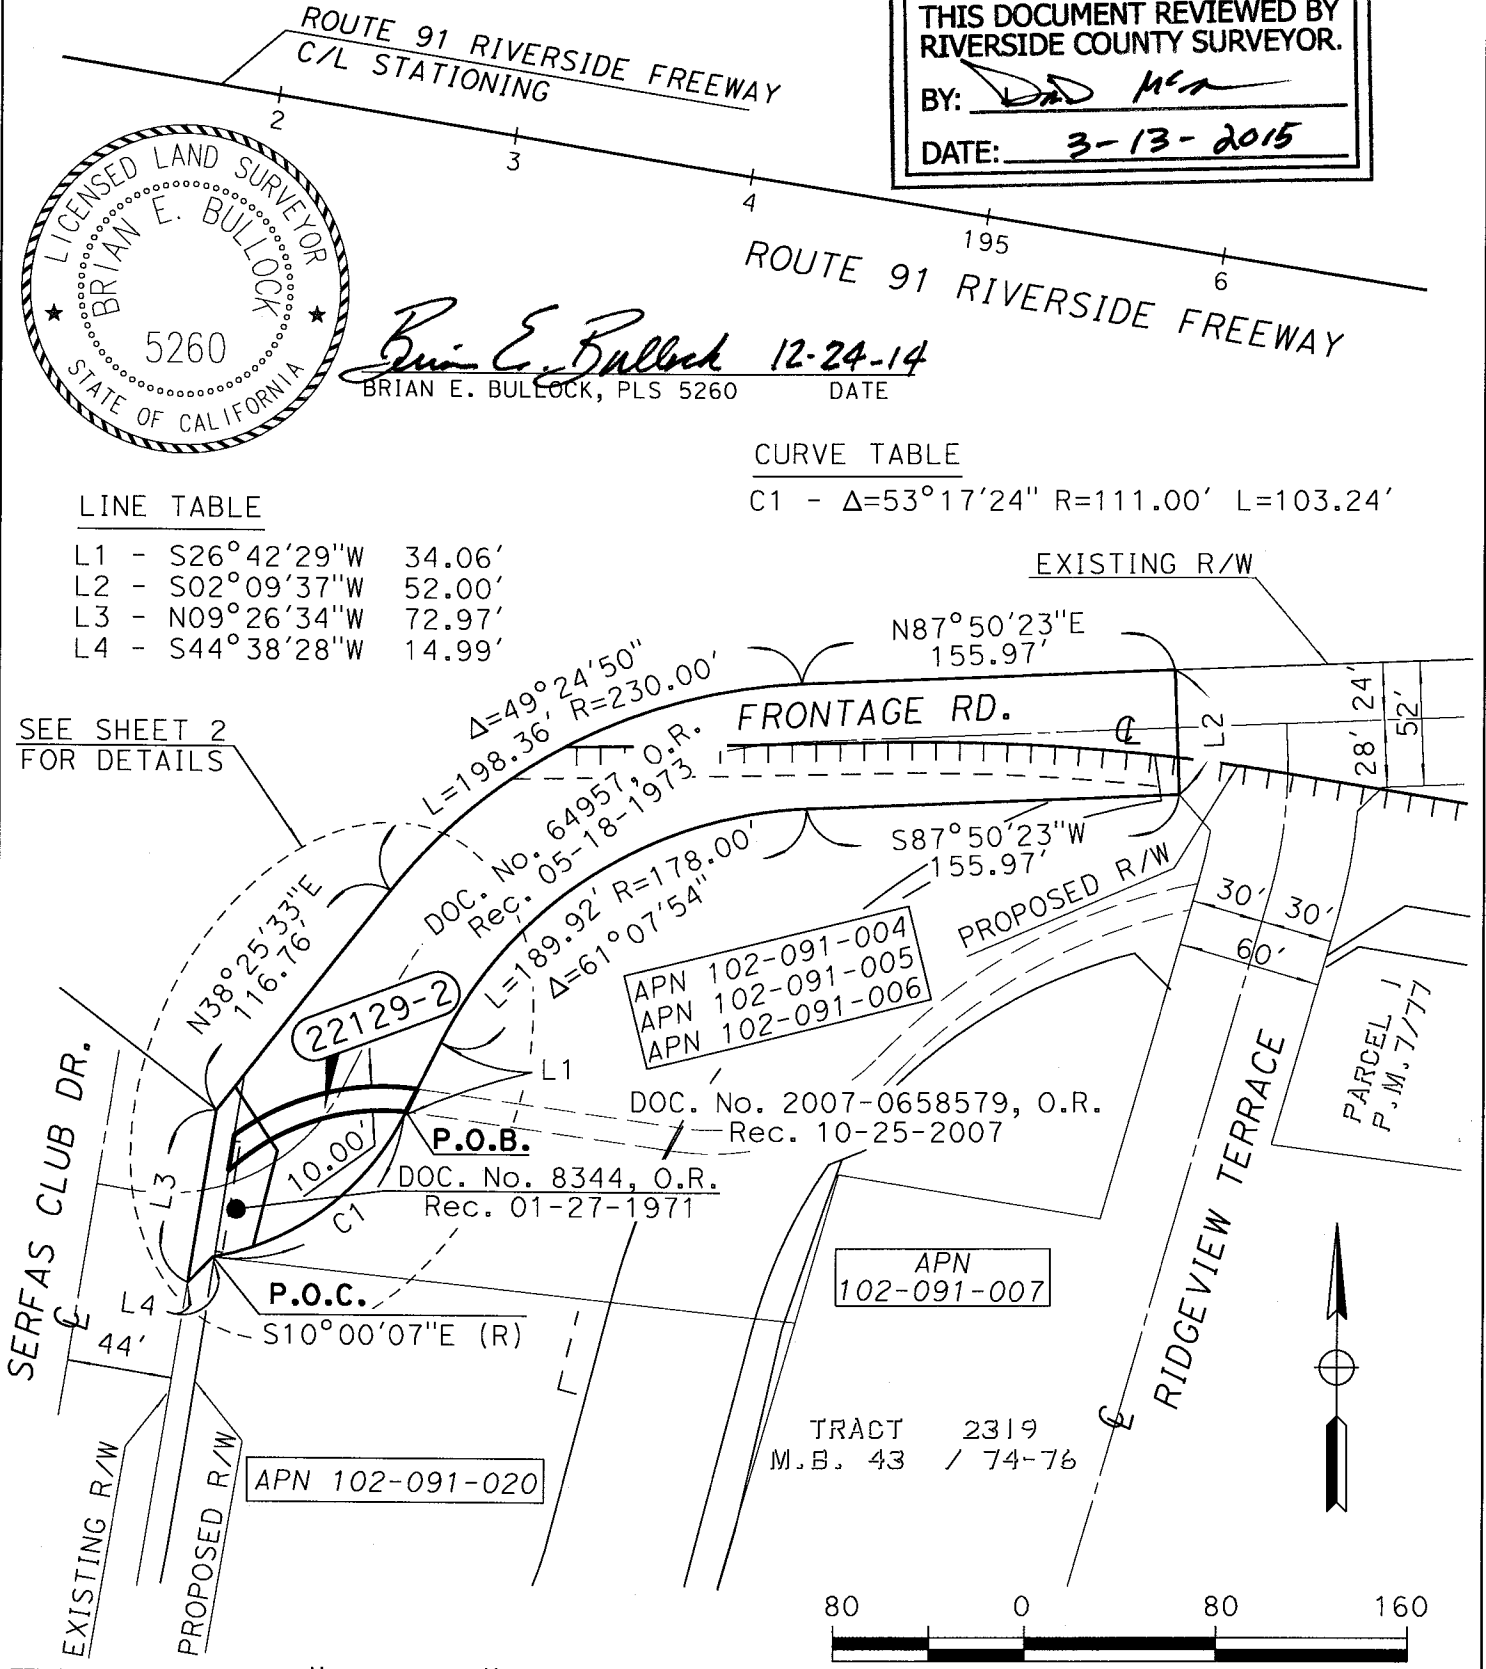 ROUTE 91 RIVERSIDE FREEWAY
C/L STATIONING
THIS DOCUMENT REVIEWED BY
RIVERSIDE COUNTY SURVEYOR.
BY:
DATE: 3-13-2015
2
3
4
195
6
ROUTE 91 RIVERSIDE FREEWAY
LICENSED LAND SURVEYOR
BRIAN E. BULLOCK
5260
STATE OF CALIFORNIA
Brian E. Bullock 12-24-14
BRIAN E. BULLOCK, PLS 5260 DATE
CURVE TABLE
C1 - Δ=53°17'24" R=111.00' L=103.24'
LINE TABLE
L1 - S26°42'29"W 34.06'
L2 - S02°09'37"W 52.00'
L3 - N09°26'34"W 72.97'
L4 - S44°38'28"W 14.99'
EXISTING R/W
N87°50'23"E
155.97'
Δ=49°24'50"
L=198.36' R=230.00'
FRONTAGE RD.
℄
L2
24'
28'
52'
SEE SHEET 2
FOR DETAILS
DOC. No. 64957, O.R.
Rec. 05-18-1973
S87°50'23"W
155.97'
L=189.92' R=178.00'
Δ=61°07'54"
PROPOSED R/W
30'
30'
60'
N38°25'33"E
116.76'
APN 102-091-004
APN 102-091-005
APN 102-091-006
22129-2
L1
DOC. No. 2007-0658579, O.R.
Rec. 10-25-2007
PARCEL 1
P.M. 7/77
P.O.B.
10.00'
DOC. No. 8344, O.R.
Rec. 01-27-1971
L3
C1
SERFAS CLUB DR.
℄
L4
44'
P.O.C.
S10°00'07"E (R)
APN
102-091-007
RIDGEVIEW TERRACE
℄
TRACT 2319
M.B. 43 / 74-76
EXISTING R/W
PROPOSED R/W
APN 102-091-020
80 0 80 160